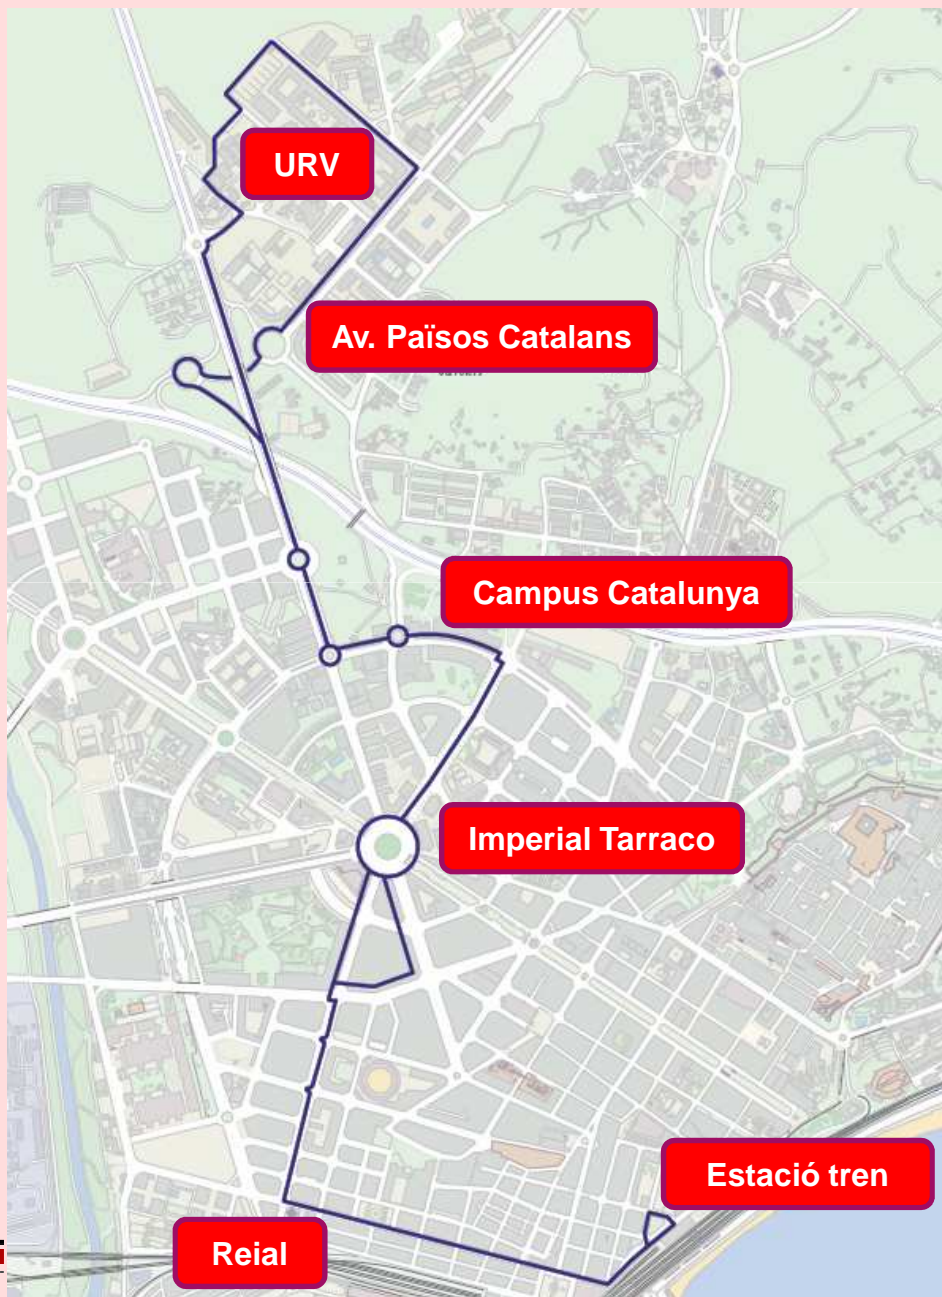 URV
Av. Països Catalans
Campus Catalunya
Imperial Tarraco
Estació tren
Reial